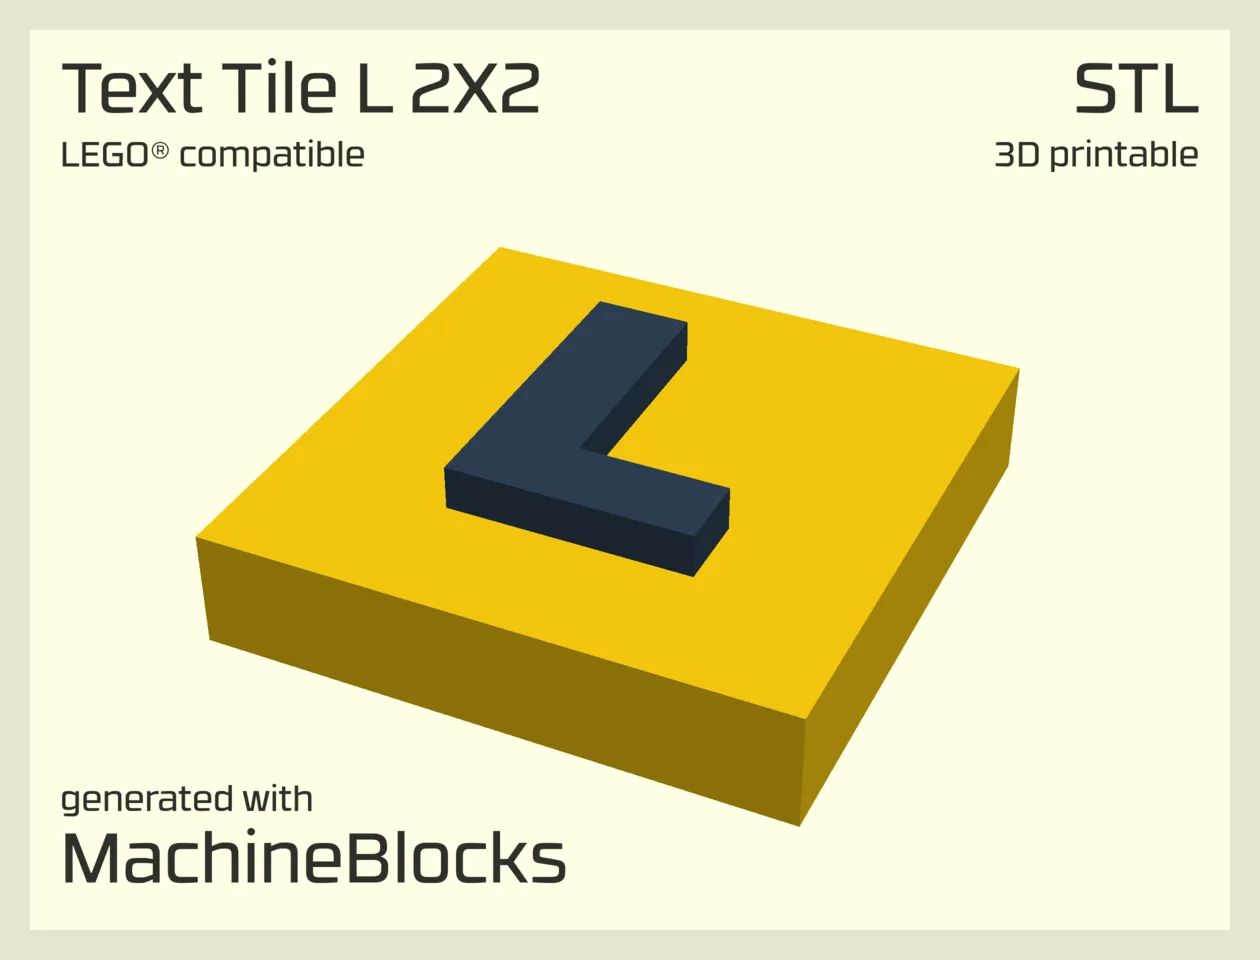 Text Tile L 2X2
STL
LEGO® compatible
3D printable
L
generated with
MachineBlocks